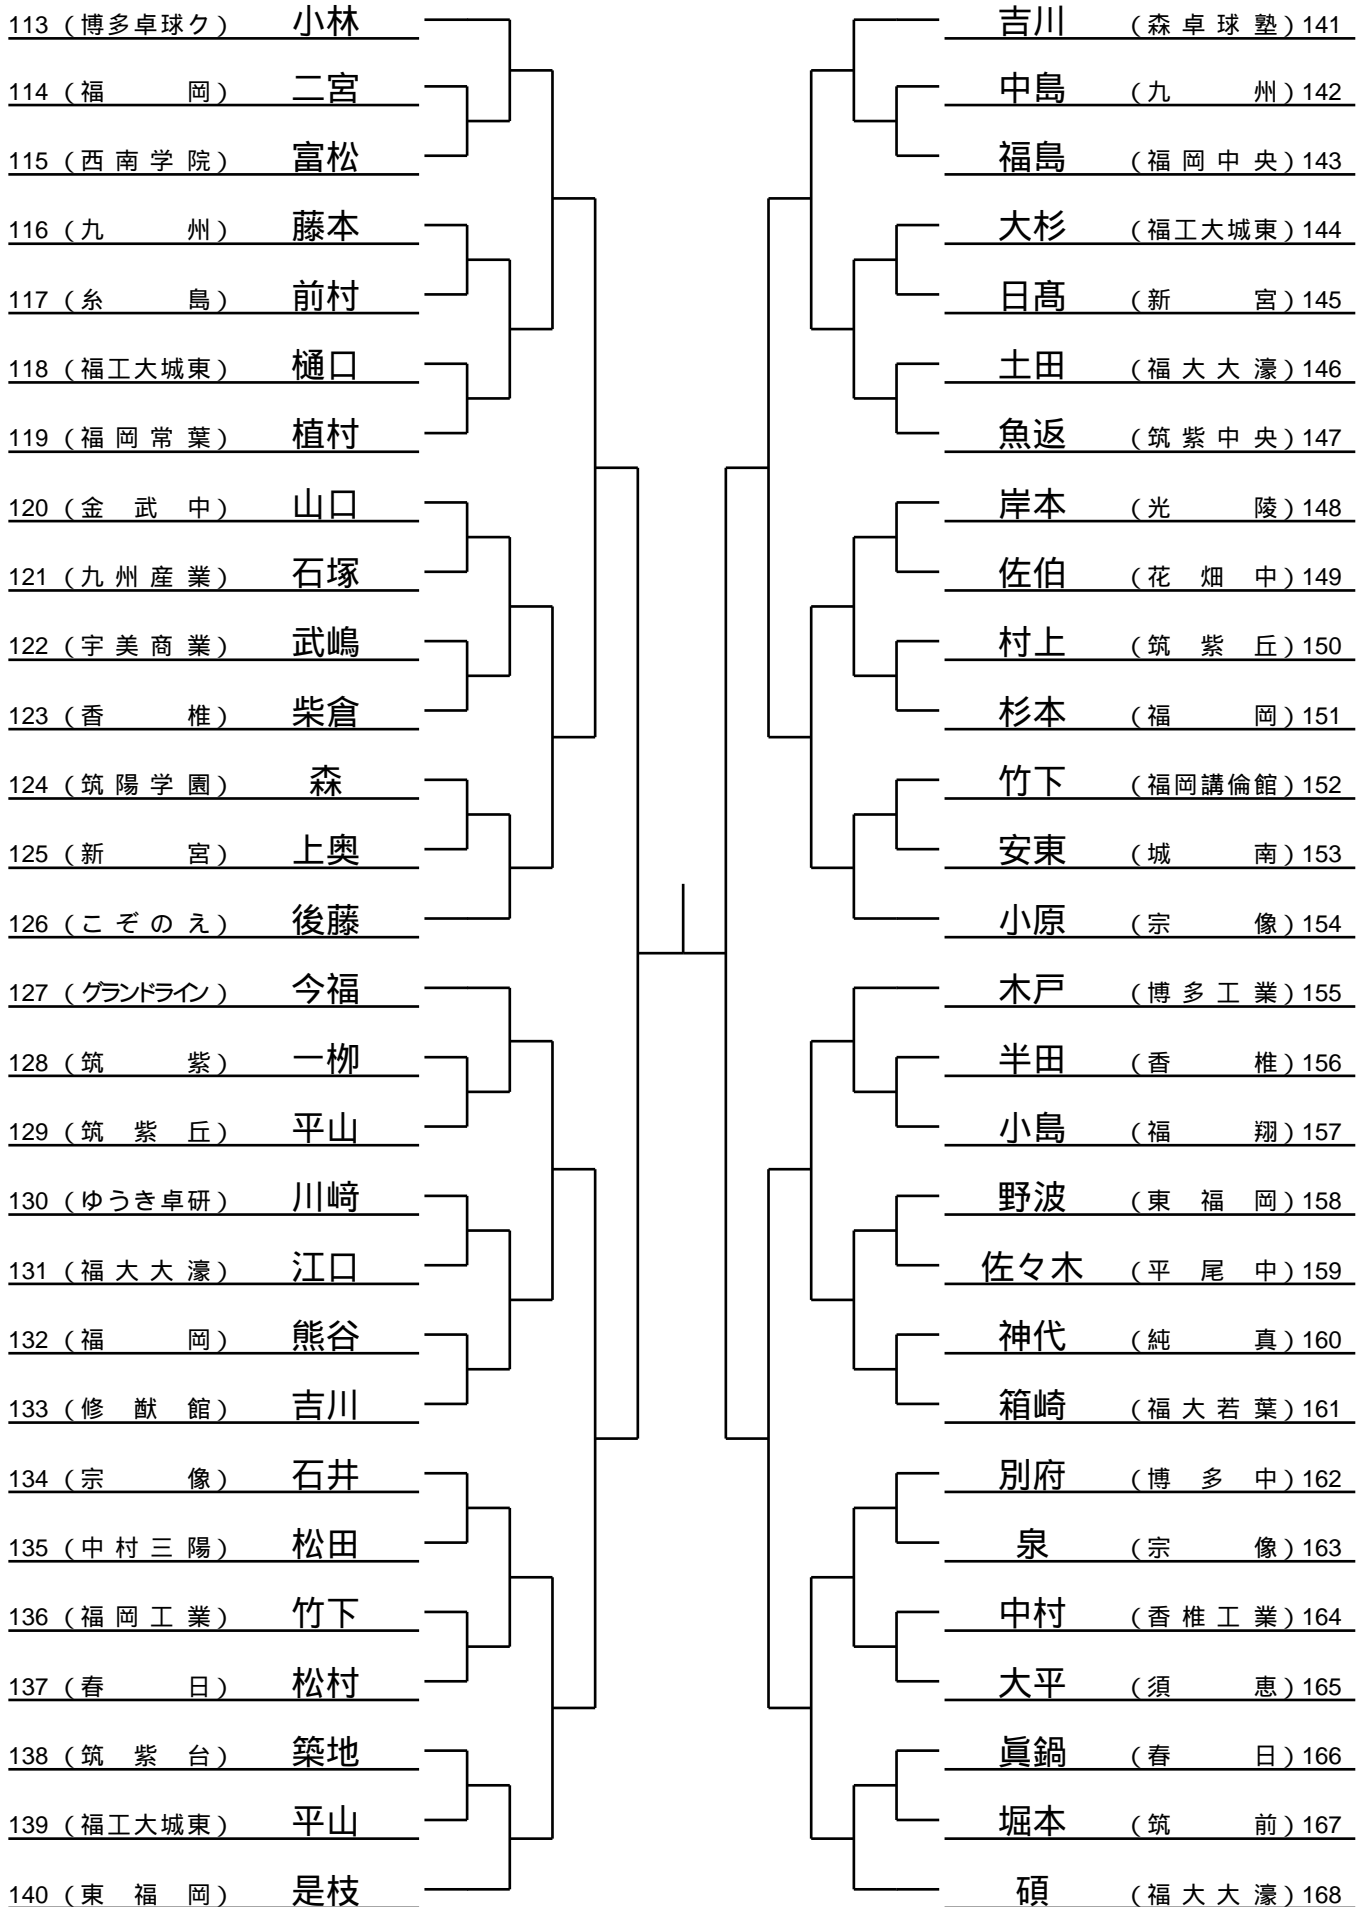 113 (博多卓球ク) 小林
114 (福岡) 二宮
115 (西南学院) 富松
116 (九州) 藤本
117 (糸島) 前村
118 (福工大城東) 樋口
119 (福岡常葉) 植村
120 (金武中) 山口
121 (九州産業) 石塚
122 (宇美商業) 武嶋
123 (香椎) 柴倉
124 (筑陽学園) 森
125 (新宮) 上奥
126 (こぞのえ) 後藤
127 (グランドライン) 今福
128 (筑紫) 一栁
129 (筑紫丘) 平山
130 (ゆうき卓研) 川﨑
131 (福大大濠) 江口
132 (福岡) 熊谷
133 (修猷館) 吉川
134 (宗像) 石井
135 (中村三陽) 松田
136 (福岡工業) 竹下
137 (春日) 松村
138 (筑紫台) 築地
139 (福工大城東) 平山
140 (東福岡) 是枝
吉川 (森卓球塾) 141
中島 (九州) 142
福島 (福岡中央) 143
大杉 (福工大城東) 144
日髙 (新宮) 145
土田 (福大大濠) 146
魚返 (筑紫中央) 147
岸本 (光陵) 148
佐伯 (花畑中) 149
村上 (筑紫丘) 150
杉本 (福岡) 151
竹下 (福岡講倫館) 152
安東 (城南) 153
小原 (宗像) 154
木戸 (博多工業) 155
半田 (香椎) 156
小島 (福翔) 157
野波 (東福岡) 158
佐々木 (平尾中) 159
神代 (純真) 160
箱崎 (福大若葉) 161
別府 (博多中) 162
泉 (宗像) 163
中村 (香椎工業) 164
大平 (須恵) 165
眞鍋 (春日) 166
堀本 (筑前) 167
碩 (福大大濠) 168